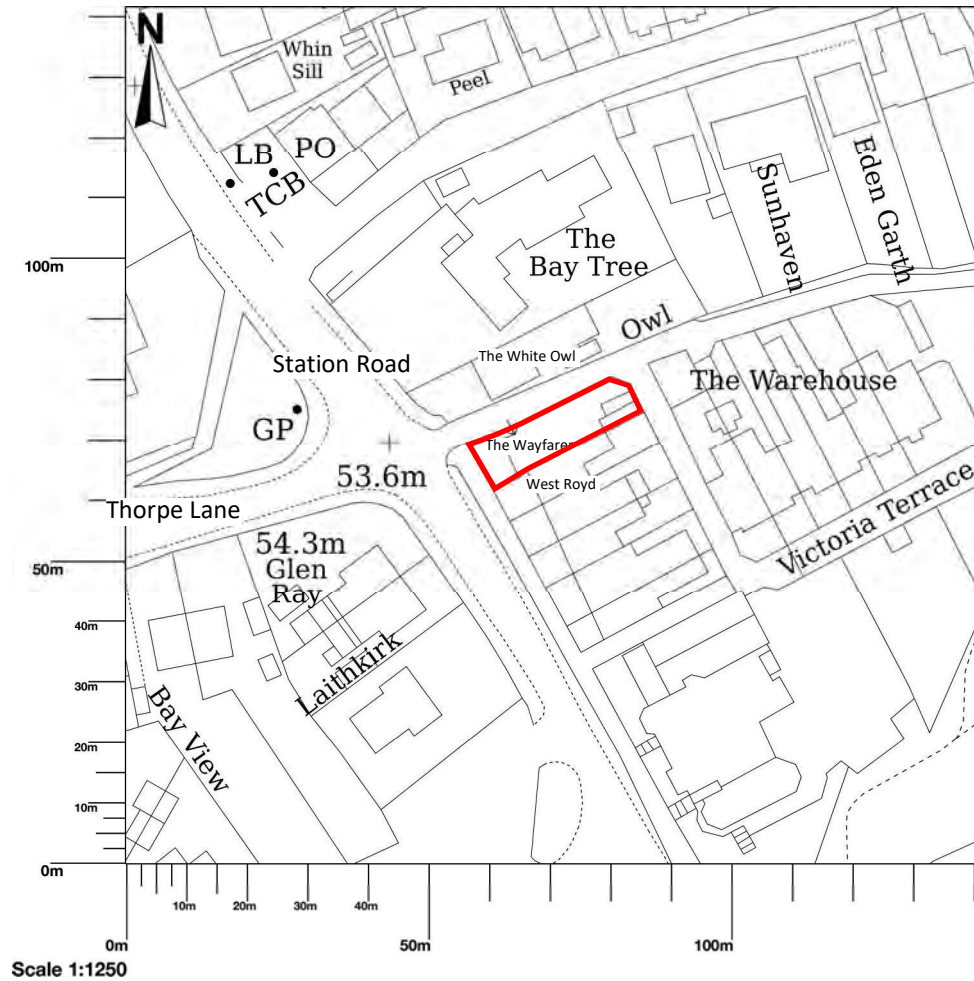 N
Whin
Sill
Peel
LB
PO
TCB
The
Bay Tree
Sunhaven
Eden Garth
100m
Owl
Station Road
The White Owl
The Warehouse
GP
The Wayfarer
53.6m
West Royd
Thorpe Lane
Victoria Terrace
54.3m
Glen
Ray
50m
40m
Laithkirk
30m
Bay View
20m
10m
0m
10m
20m
30m
40m
0m
50m
100m
Scale 1:1250